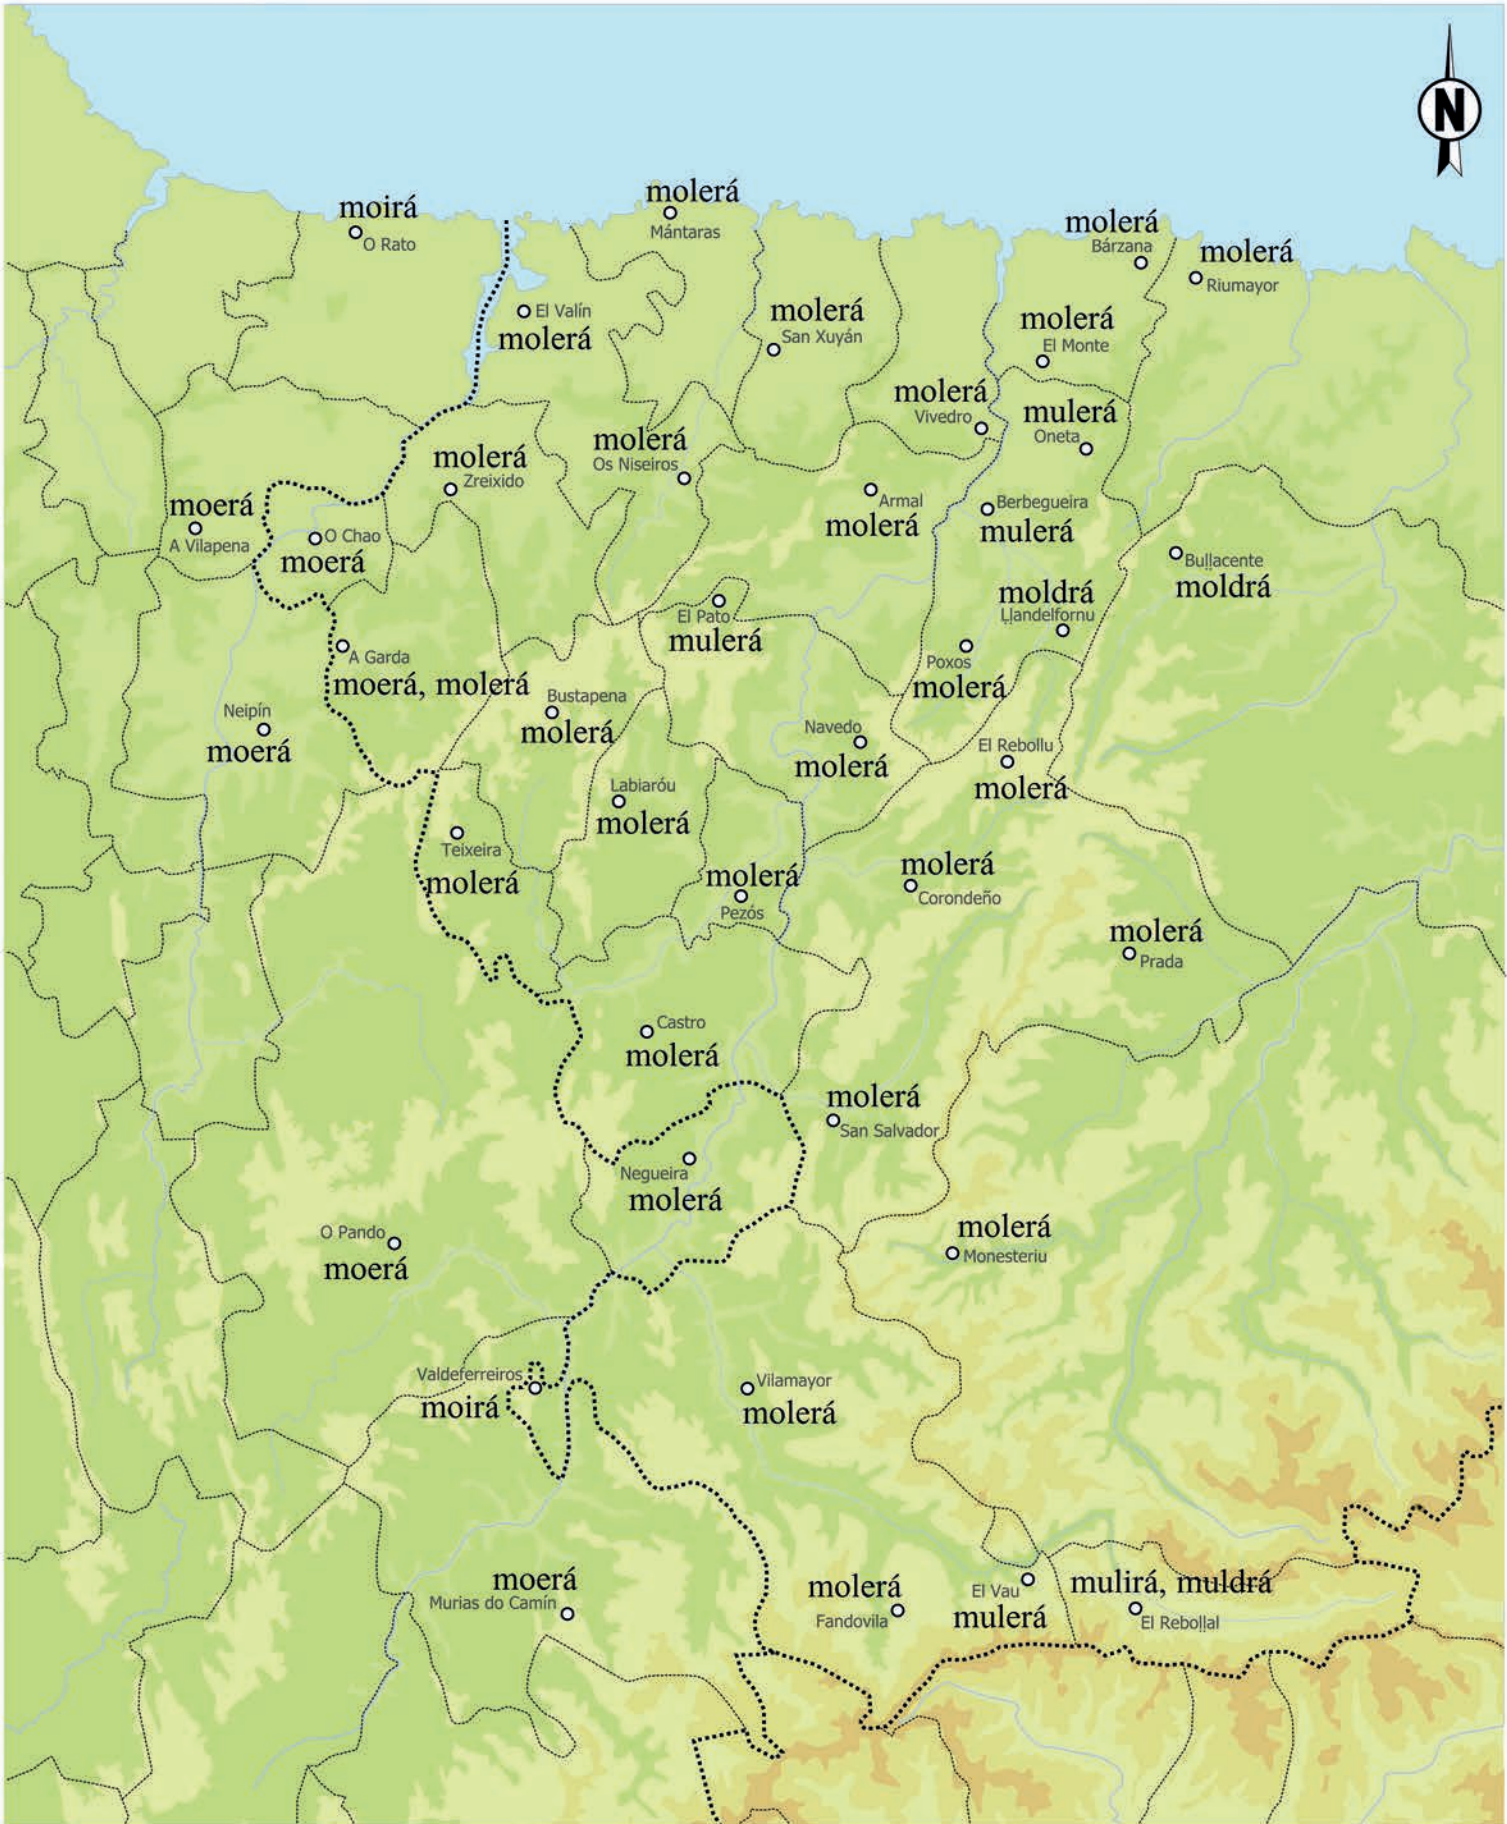 N
molerá
Mántaras
moirá
O Rato
molerá
Bárzana
molerá
Riumayor
El Valín
molerá
molerá
San Xuyán
molerá
El Monte
molerá
Vivedro
mulerá
Oneta
molerá
Os Niseiros
molerá
Zreixido
moerá
A Vilapena
O Chao
moerá
Armal
molerá
Berbegueira
mulerá
Buḷḷacente
moldrá
moldrá
Ḷḷandelfornu
El Pato
mulerá
A Garda
moerá, molerá
Poxos
molerá
Bustapena
molerá
Neipín
moerá
Navedo
molerá
El Rebollu
molerá
Labiaróu
molerá
Teixeira
molerá
molerá
Pezós
molerá
Corondeño
molerá
Prada
Castro
molerá
molerá
San Salvador
Negueira
molerá
O Pando
moerá
molerá
Monesteriu
Valdeferreiros
moirá
Vilamayor
molerá
moerá
Murias do Camín
molerá
Fandovila
El Vau
mulerá
mulirá, muldrá
El Reboḷḷal